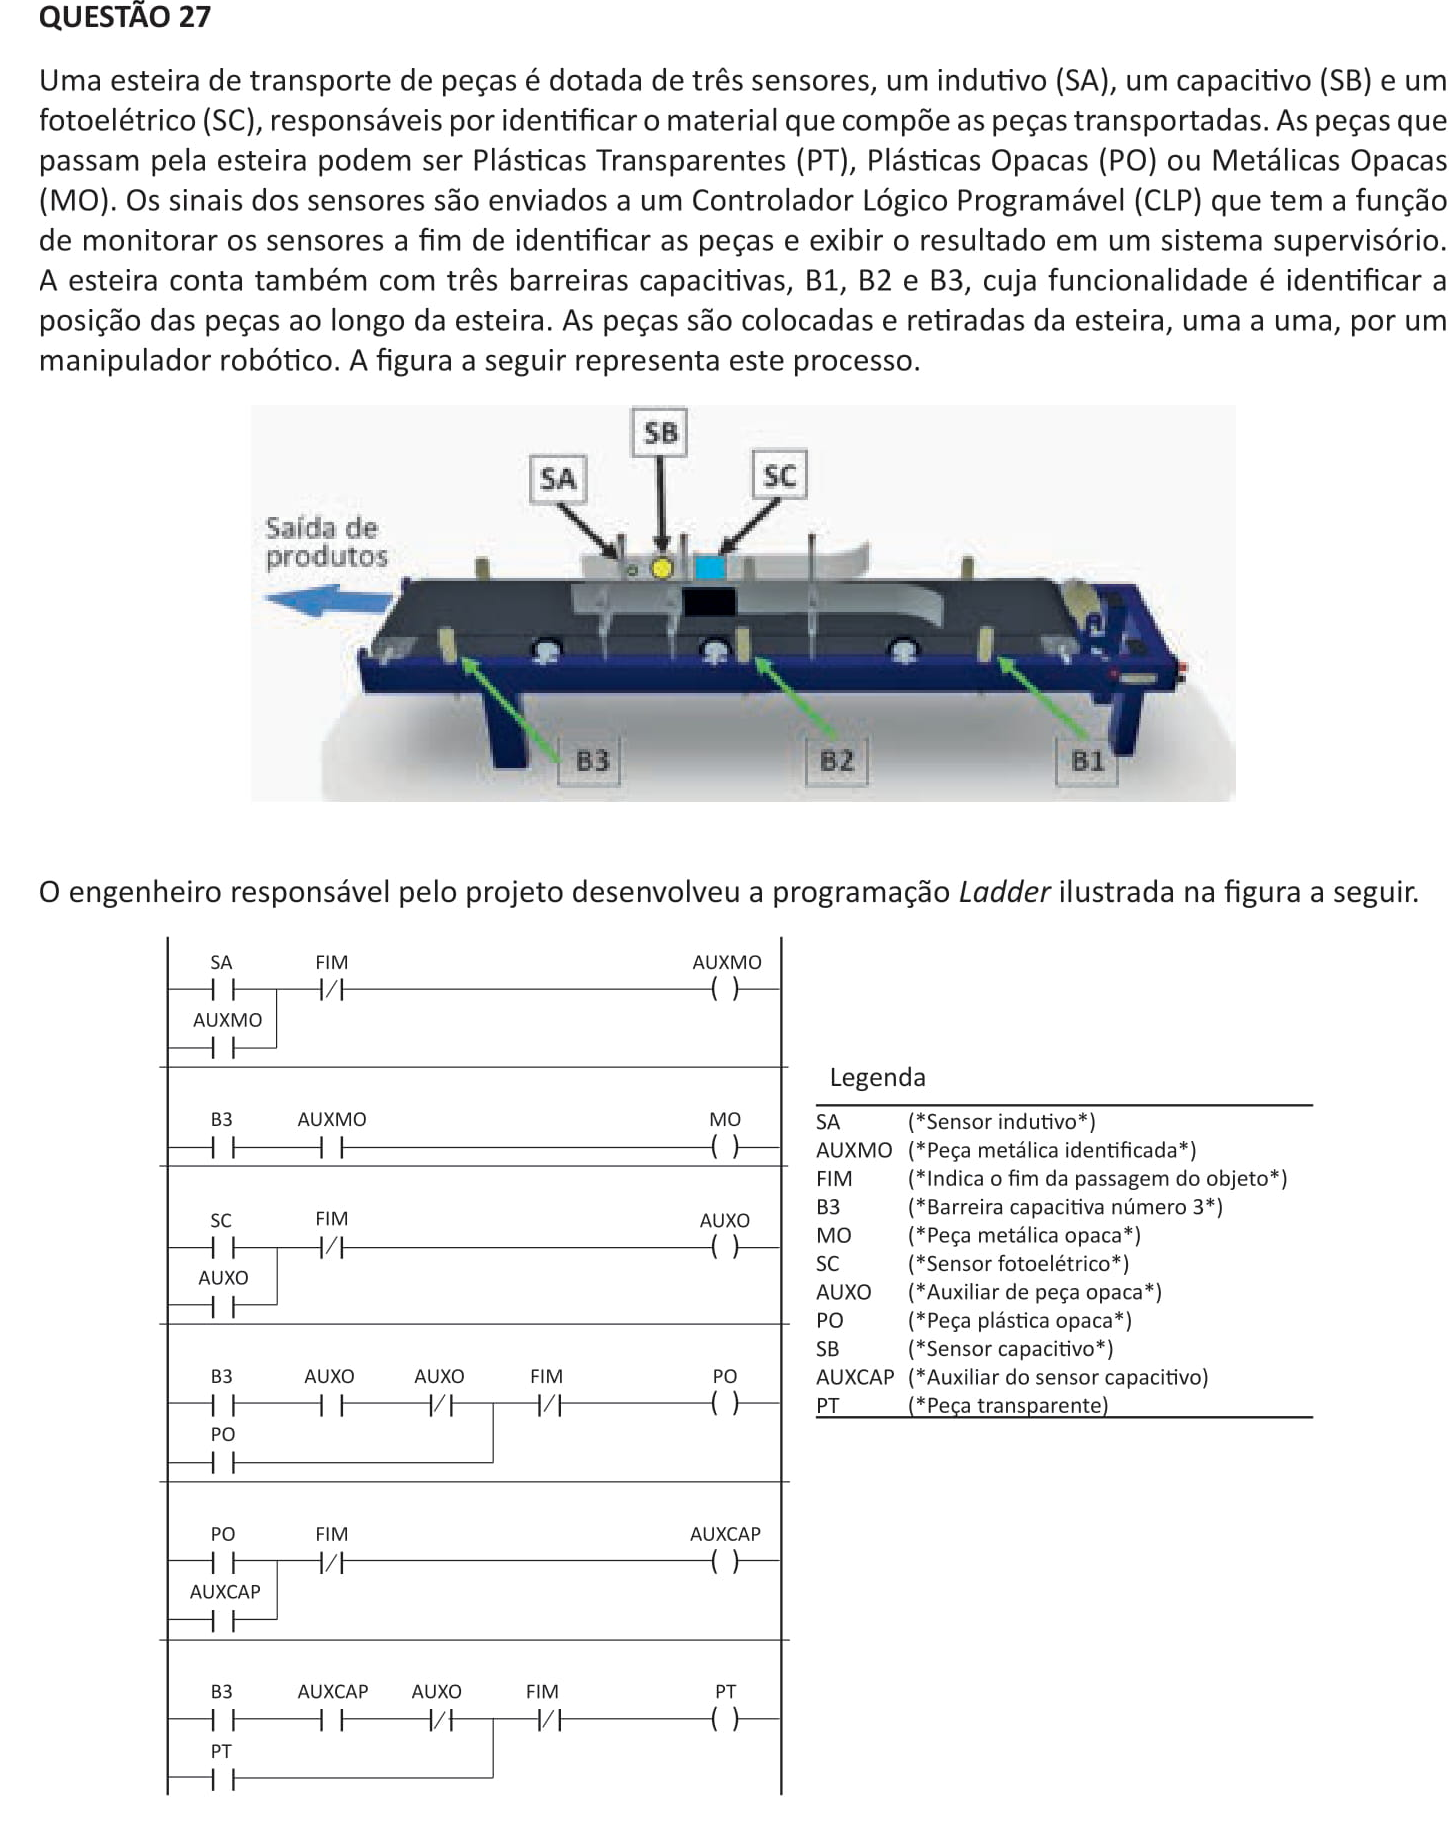 QUESTÃO 27
Uma esteira de transporte de peças é dotada de três sensores, um indutivo (SA), um capacitivo (SB) e um
fotoelétrico (SC), responsáveis por identificar o material que compõe as peças transportadas. As peças que
passam pela esteira podem ser Plásticas Transparentes (PT), Plásticas Opacas (PO) ou Metálicas Opacas
(MO). Os sinais dos sensores são enviados a um Controlador Lógico Programável (CLP) que tem a função
de monitorar os sensores a fim de identificar as peças e exibir o resultado em um sistema supervisório.
A esteira conta também com três barreiras capacitivas, B1, B2 e B3, cuja funcionalidade é identificar a
posição das peças ao longo da esteira. As peças são colocadas e retiradas da esteira, uma a uma, por um
manipulador robótico. A figura a seguir representa este processo.
SB
SA
SC
Saída de
produtos
B3
B2
B1
O engenheiro responsável pelo projeto desenvolveu a programação Ladder ilustrada na figura a seguir.
SA FIM AUXMO
AUXMO
B3 AUXMO MO
SC FIM AUXO
AUXO
B3 AUXO AUXO FIM PO
PO
PO FIM AUXCAP
AUXCAP
B3 AUXCAP AUXO FIM PT
PT
Legenda
SA (*Sensor indutivo*)
AUXMO (*Peça metálica identificada*)
FIM (*Indica o fim da passagem do objeto*)
B3 (*Barreira capacitiva número 3*)
MO (*Peça metálica opaca*)
SC (*Sensor fotoelétrico*)
AUXO (*Auxiliar de peça opaca*)
PO (*Peça plástica opaca*)
SB (*Sensor capacitivo*)
AUXCAP (*Auxiliar do sensor capacitivo)
PT (*Peça transparente)